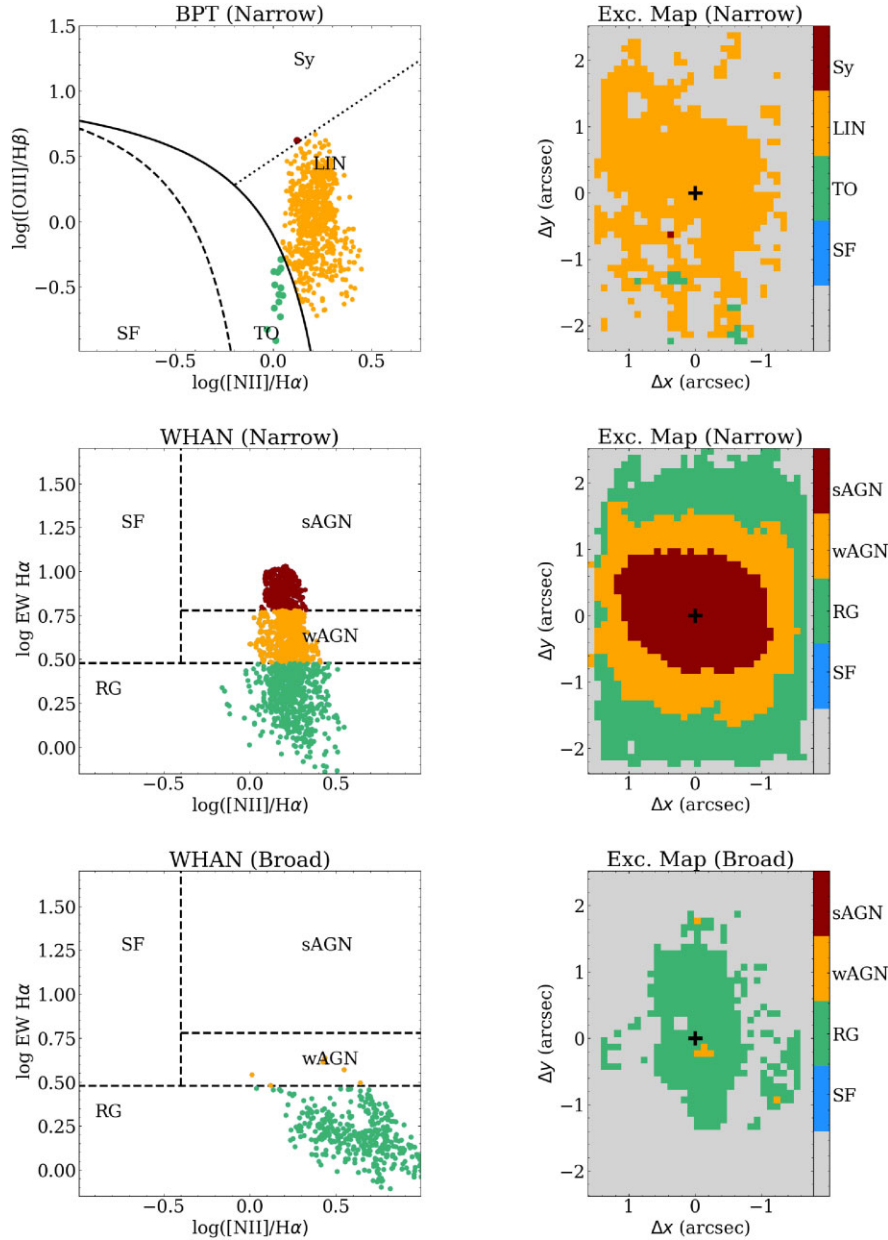 BPT (Narrow)
1.5
1.0
0.5
0.0
−0.5
log([OIII]/Hβ)
Sy
LIN
SF
TO
−0.5
0.0
0.5
log([NII]/Hα)
Exc. Map (Narrow)
2
1
0
−1
−2
Δy (arcsec)
1
0
−1
Δx (arcsec)
Sy
LIN
TO
SF
WHAN (Narrow)
1.50
1.25
1.00
0.75
0.50
0.25
0.00
log EW Hα
SF
sAGN
wAGN
RG
−0.5
0.0
0.5
log([NII]/Hα)
Exc. Map (Narrow)
2
1
0
−1
−2
Δy (arcsec)
1
0
−1
Δx (arcsec)
sAGN
wAGN
RG
SF
WHAN (Broad)
1.50
1.25
1.00
0.75
0.50
0.25
0.00
log EW Hα
SF
sAGN
wAGN
RG
−0.5
0.0
0.5
log([NII]/Hα)
Exc. Map (Broad)
2
1
0
−1
−2
Δy (arcsec)
1
0
−1
Δx (arcsec)
sAGN
wAGN
RG
SF